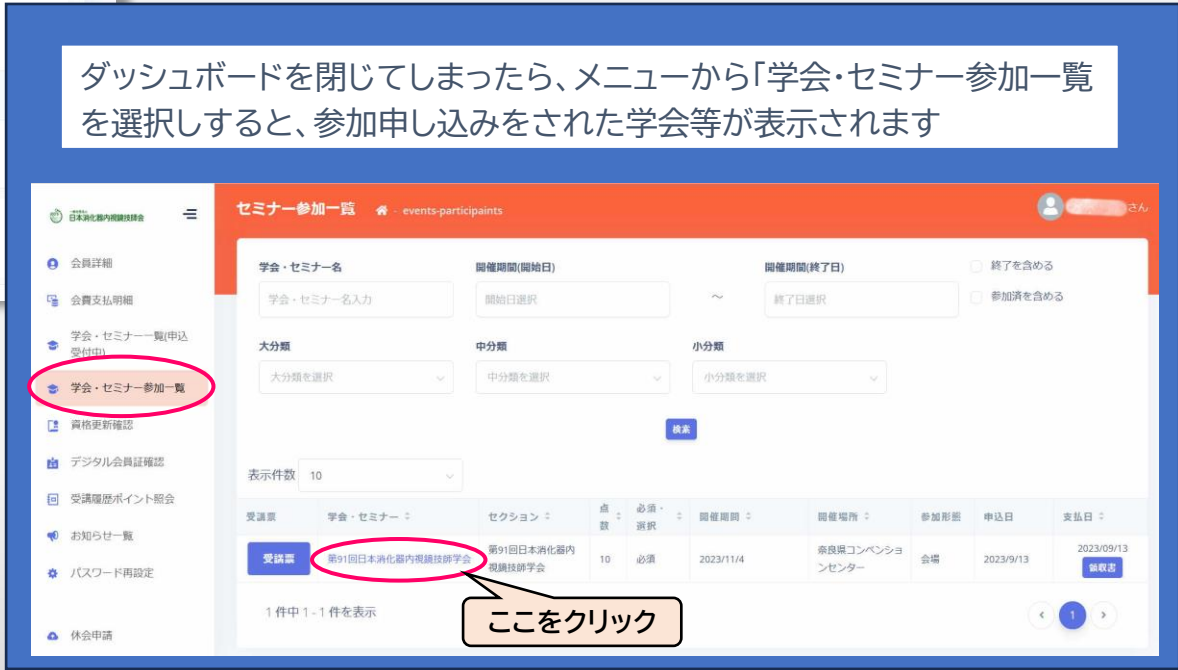 ダッシュボードを閉じてしまったら、メニューから「学会・セミナー参加一覧
を選択しすると、参加申し込みをされた学会等が表示されます
日本消化器内視鏡技師会
セミナー参加一覧 - events-participaints
さん
会員詳細
会費支払明細
学会・セミナー一覧(申込
受付中)
学会・セミナー参加一覧
資格更新確認
デジタル会員証確認
受講履歴ポイント照会
お知らせ一覧
パスワード再設定
休会申請
学会・セミナー名 開催期間(開始日) 開催期間(終了日) 終了を含める
学会・セミナー名入力 開始日選択 ～ 終了日選択 参加済を含める
大分類 中分類 小分類
大分類を選択 中分類を選択 小分類を選択
検索
表示件数 10
受講票 学会・セミナー セクション 点数 必須・選択 開催期間 開催場所 参加形態 申込日 支払日
受講票 第91回日本消化器内視鏡技師学会 第91回日本消化器内 10 必須 2023/11/4 奈良県コンベンショ 会場 2023/9/13 2023/09/13
視鏡技師学会 ンセンター 領収書
1 件中 1 - 1 件を表示
ここをクリック
1